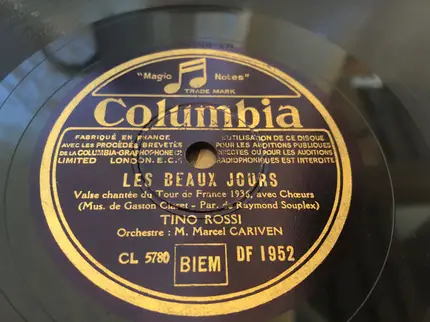 "Magic Notes"
TRADE MARK
Columbia
FABRIQUÉ EN FRANCE
AVEC LES PROCÉDÉS BREVETÉS
DE LA COLUMBIA-GRAPHOPHONE
LIMITED LONDON. E.C.
L'UTILISATION DE CE DISQUE
POUR LES AUDITIONS PUBLIQUES
OU POUR LES AUDITIONS
RADIOPHONIQUES EST INTERDITE
LES BEAUX JOURS
Valse chantée du Tour de France 1936, avec Chœurs
(Mus. de Gaston Claret - Par. de Raymond Souplex)
TINO ROSSI
Orchestre : M. Marcel CARIVEN
CL 5780
BIEM
DF 1952